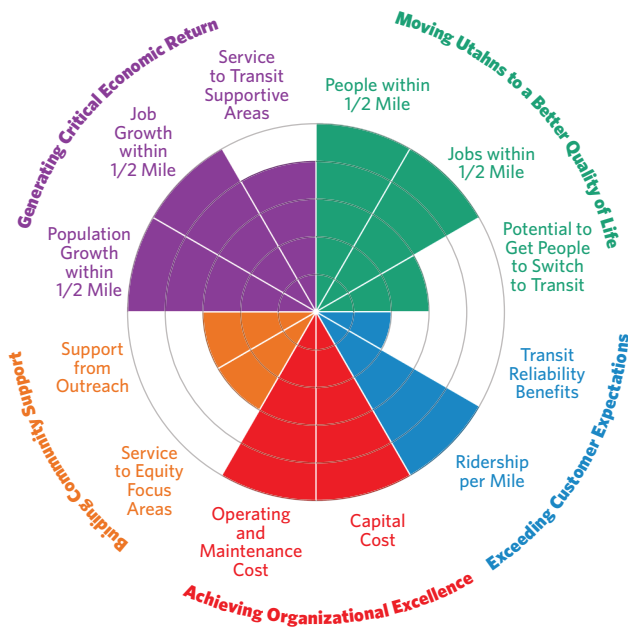 Generating Critical Economic Return
Moving Utahns to a Better Quality of Life
Service
to Transit
Supportive
Areas
People within
1/2 Mile
Job
Growth
within
1/2 Mile
Jobs within
1/2 Mile
Population
Growth
within
1/2 Mile
Potential to
Get People
to Switch
to Transit
Support
from
Outreach
Transit
Reliability
Benefits
Service
to Equity
Focus
Areas
Ridership
per Mile
Operating
and
Maintenance
Cost
Capital
Cost
Buiding Community Support
Exceeding Customer Expectations
Achieving Organizational Excellence